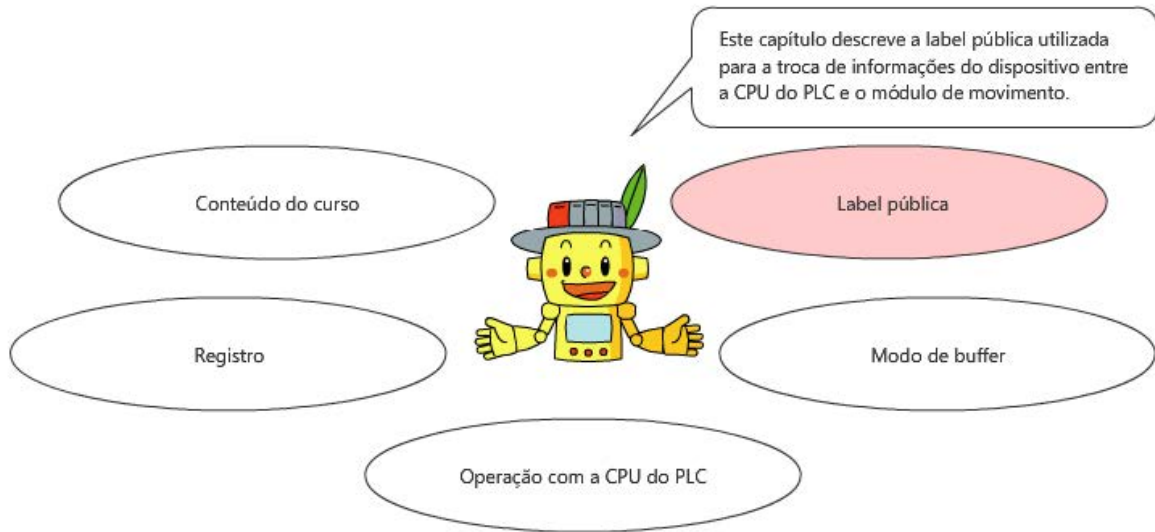 Este capítulo descreve a label pública utilizada
para a troca de informações do dispositivo entre
a CPU do PLC e o módulo de movimento.
Conteúdo do curso
Label pública
Registro
Modo de buffer
Operação com a CPU do PLC